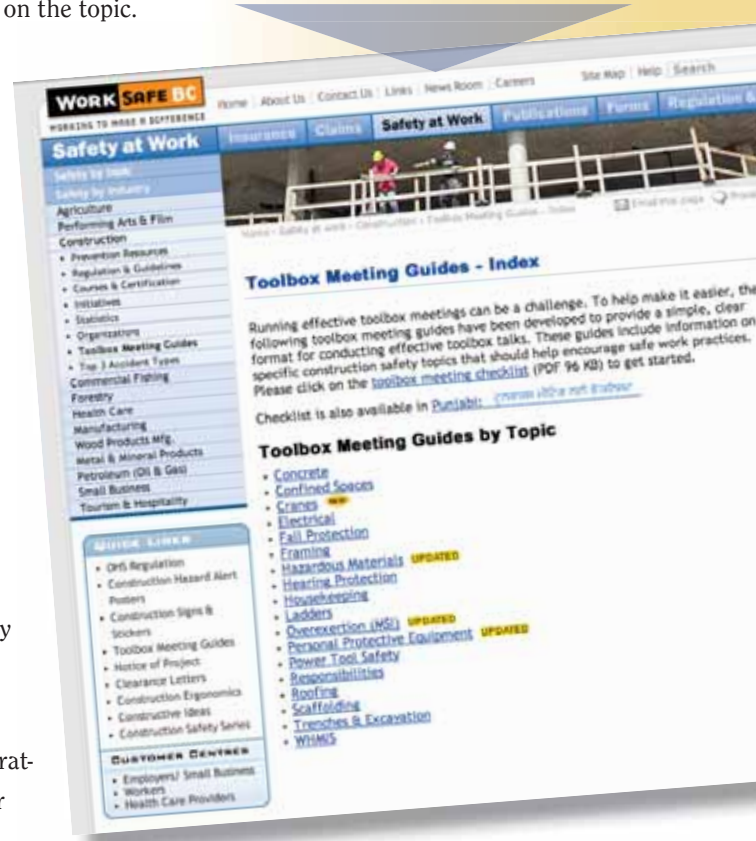 on the topic.
WORK SAFE BC
WORKING TO MAKE A DIFFERENCE
Home About Us Contact Us Links News Room Careers
Site Map Help Search
Insurance Claims Safety at Work Publications Forms Regulation &
Safety at Work
Safety by Topic
Safety by Industry
Agriculture
Performing Arts & Film
Construction
• Prevention Resources
• Regulation & Guidelines
• Courses & Certification
• Initiatives
• Statistics
• Organizations
• Toolbox Meeting Guides
• Top 3 Accident Types
Commercial Fishing
Forestry
Health Care
Manufacturing
Wood Products Mfg.
Metal & Mineral Products
Petroleum (Oil & Gas)
Small Business
Tourism & Hospitality
QUICK LINKS
• OHS Regulation
• Construction Hazard Alert
Posters
• Construction Signs &
Stickers
• Toolbox Meeting Guides
• Notice of Project
• Clearance Letters
• Construction Ergonomics
• Constructive Ideas
• Construction Safety Series
CUSTOMER CENTRES
• Employers/ Small Business
• Workers
• Health Care Providers
Home > Safety at Work > Construction > Toolbox Meeting Guides - Index
Email this page
Toolbox Meeting Guides - Index
Running effective toolbox meetings can be a challenge. To help make it easier, the
following toolbox meeting guides have been developed to provide a simple, clear
format for conducting effective toolbox talks. These guides include information on
specific construction safety topics that should help encourage safe work practices.
Please click on the toolbox meeting checklist (PDF 96 KB) to get started.
Checklist is also available in Punjabi:
Toolbox Meeting Guides by Topic
• Concrete
• Confined Spaces
• Cranes NEW
• Electrical
• Fall Protection
• Framing
• Hazardous Materials UPDATED
• Hearing Protection
• Housekeeping
• Ladders
• Overexertion (MSI) UPDATED
• Personal Protective Equipment UPDATED
• Power Tool Safety
• Responsibilities
• Roofing
• Scaffolding
• Trenches & Excavation
• WHMIS
y
rat-
r